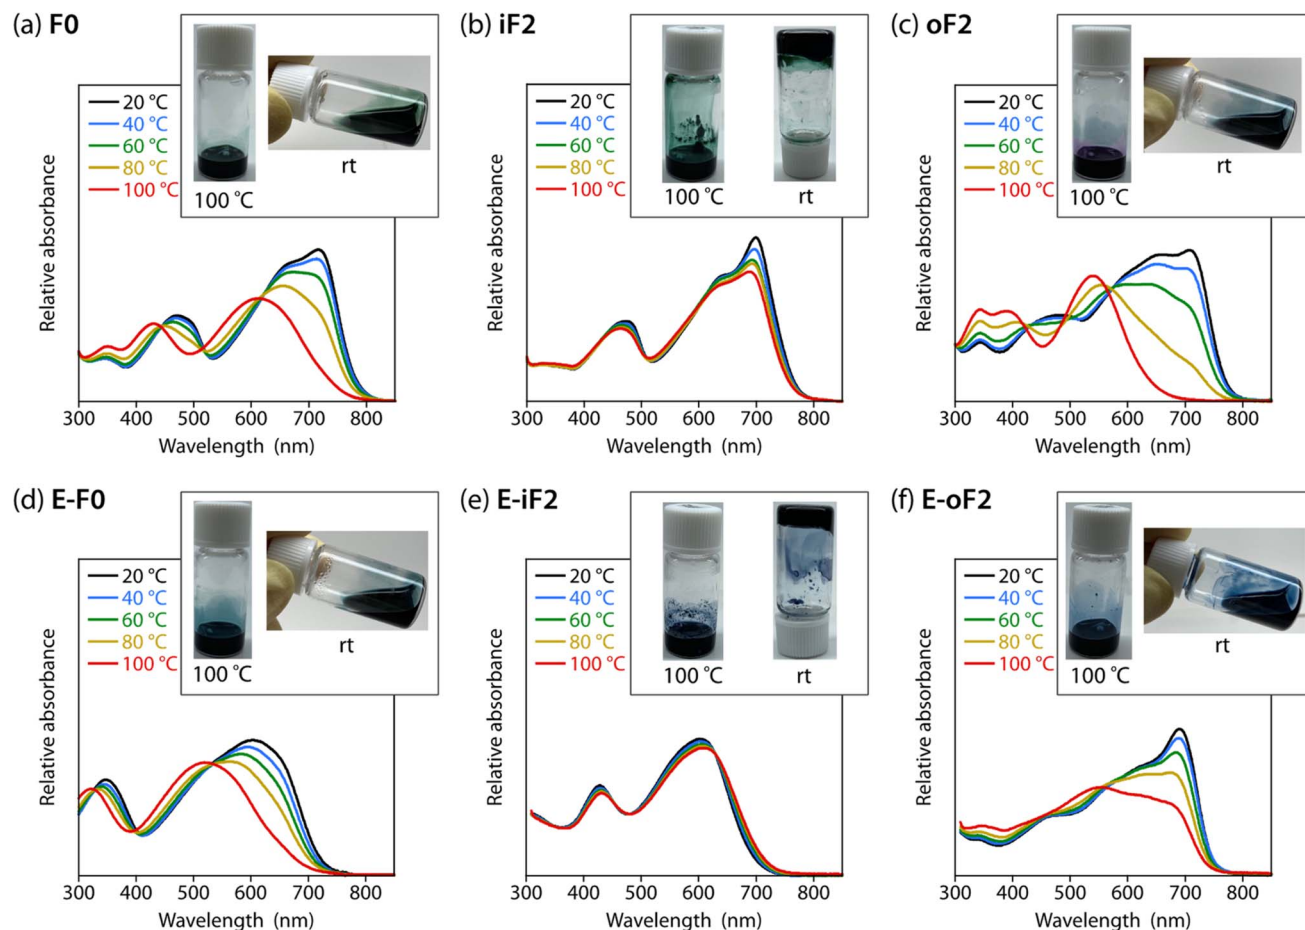 (a) F0
20 °C
40 °C
60 °C
80 °C
100 °C
100 °C
rt
Relative absorbance
300 400 500 600 700 800
Wavelength (nm)
(b) iF2
20 °C
40 °C
60 °C
80 °C
100 °C
100 °C
rt
Relative absorbance
300 400 500 600 700 800
Wavelength (nm)
(c) oF2
20 °C
40 °C
60 °C
80 °C
100 °C
100 °C
rt
Relative absorbance
300 400 500 600 700 800
Wavelength (nm)
(d) E-F0
20 °C
40 °C
60 °C
80 °C
100 °C
100 °C
rt
Relative absorbance
300 400 500 600 700 800
Wavelength (nm)
(e) E-iF2
20 °C
40 °C
60 °C
80 °C
100 °C
100 °C
rt
Relative absorbance
300 400 500 600 700 800
Wavelength (nm)
(f) E-oF2
20 °C
40 °C
60 °C
80 °C
100 °C
100 °C
rt
Relative absorbance
300 400 500 600 700 800
Wavelength (nm)